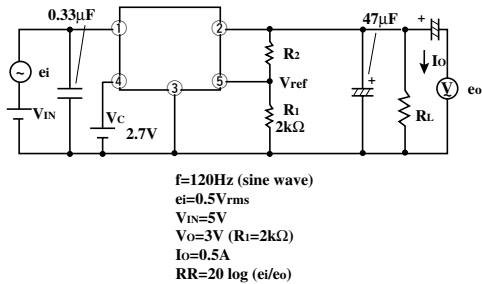 0.33µF
47µF
+
1
2
R2
Io
ei
4
5
Vref
+
V
eo
3
VIN
VC
2.7V
R1
2kΩ
RL
f=120Hz (sine wave)
ei=0.5Vrms
VIN=5V
VO=3V (R1=2kΩ)
IO=0.5A
RR=20 log (ei/eo)